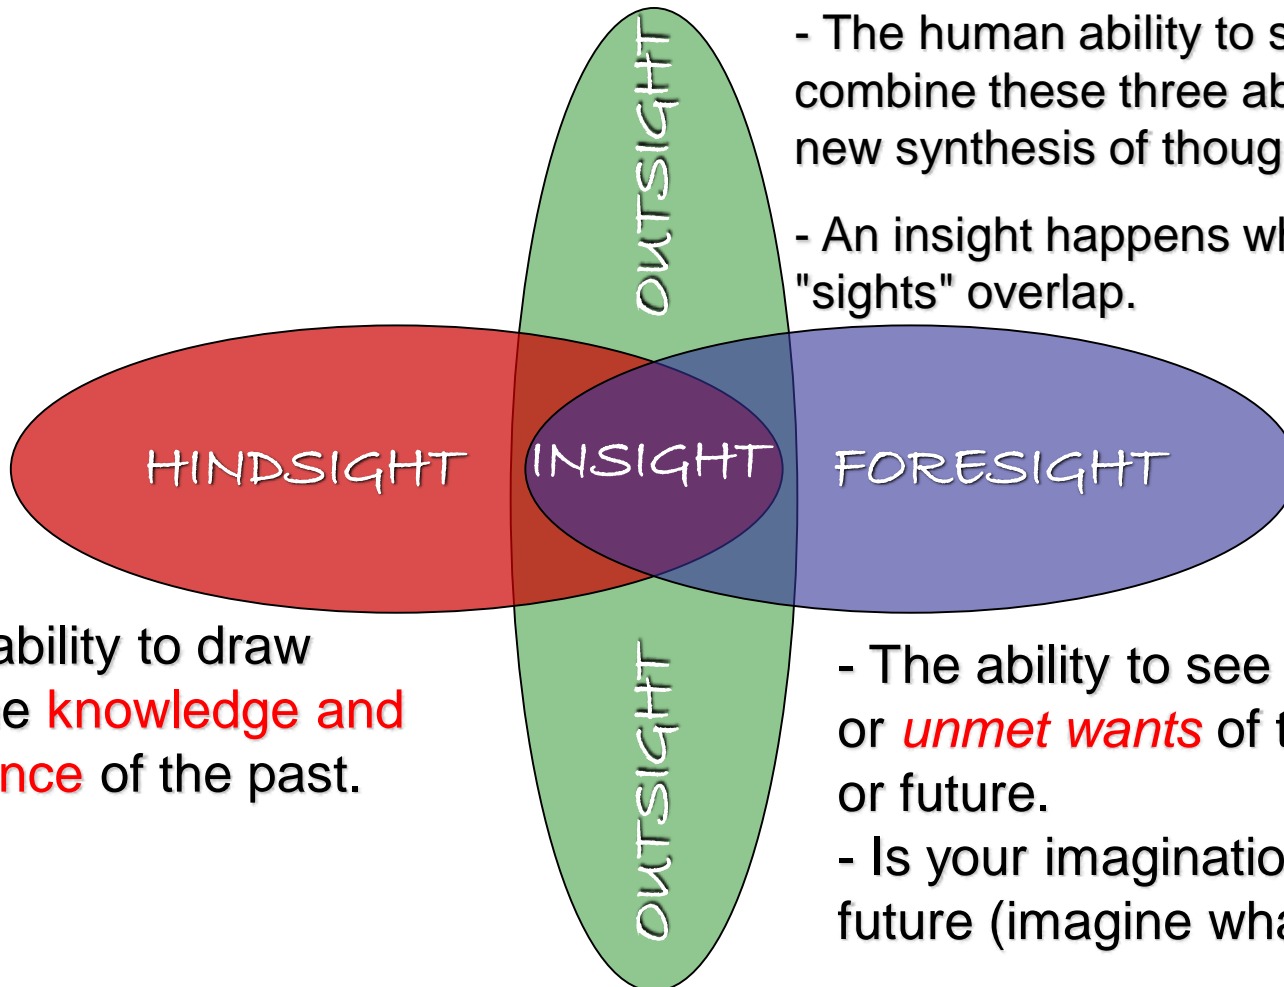 OUTSIGHT
- The human ability to s
combine these three ab
new synthesis of thoug
- An insight happens wh
"sights" overlap.
HINDSIGHT
INSIGHT
FORESIGHT
ability to draw
e knowledge and
nce of the past.
OUTSIGHT
- The ability to see
or unmet wants of t
or future.
- Is your imaginatio
future (imagine wha